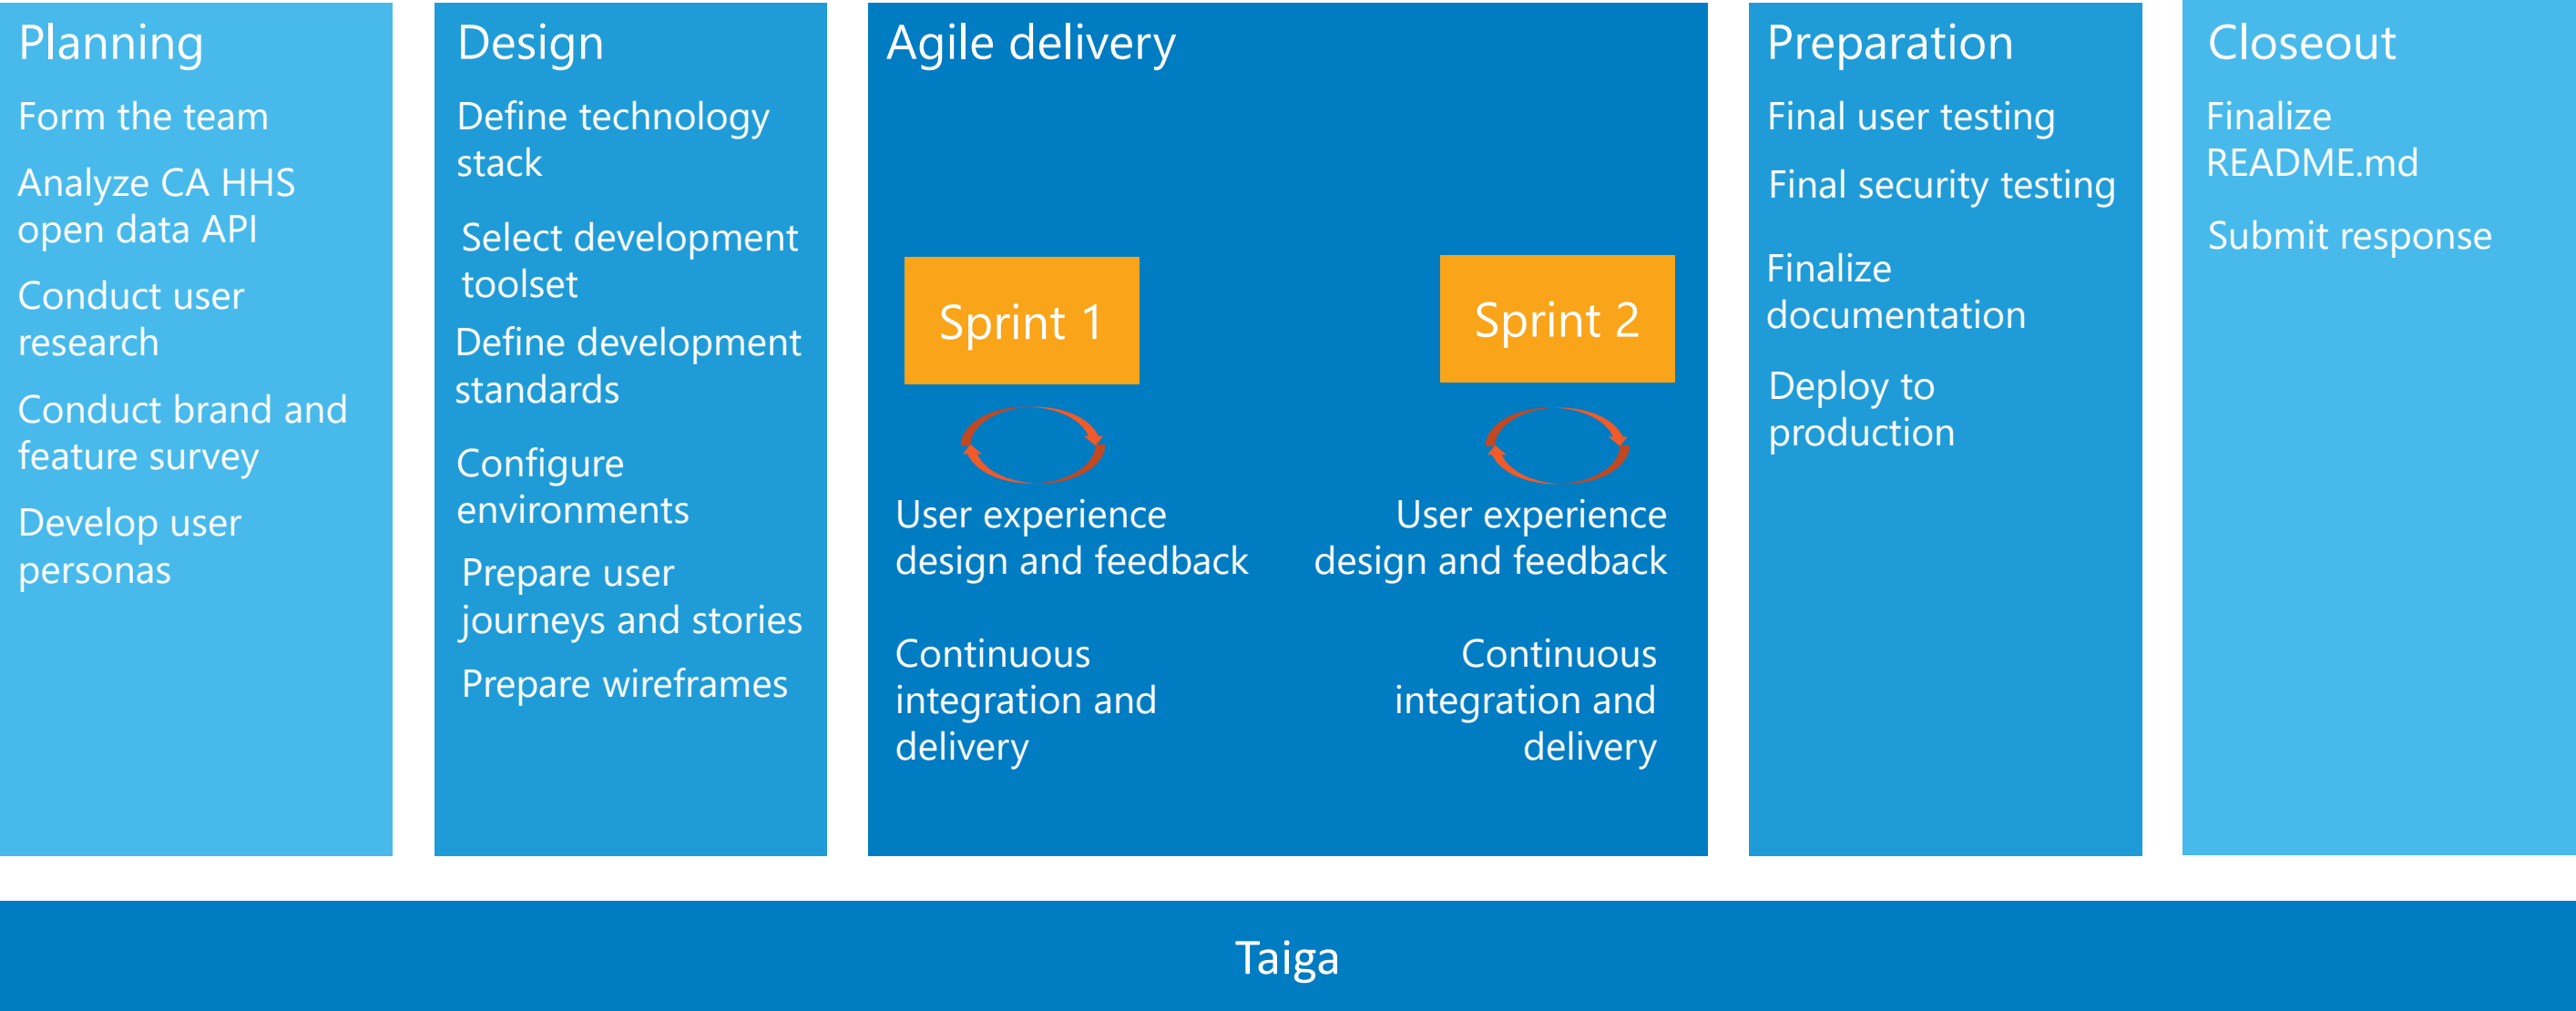 Planning
Form the team
Analyze CA HHS
open data API
Conduct user
research
Conduct brand and
feature survey
Develop user
personas
Design
Define technology
stack
Select development
toolset
Define development
standards
Configure
environments
Prepare user
journeys and stories
Prepare wireframes
Agile delivery
Sprint 1
User experience
design and feedback
Continuous
integration and
delivery
Sprint 2
User experience
design and feedback
Continuous
integration and
delivery
Preparation
Final user testing
Final security testing
Finalize
documentation
Deploy to
production
Closeout
Finalize
README.md
Submit response
Taiga